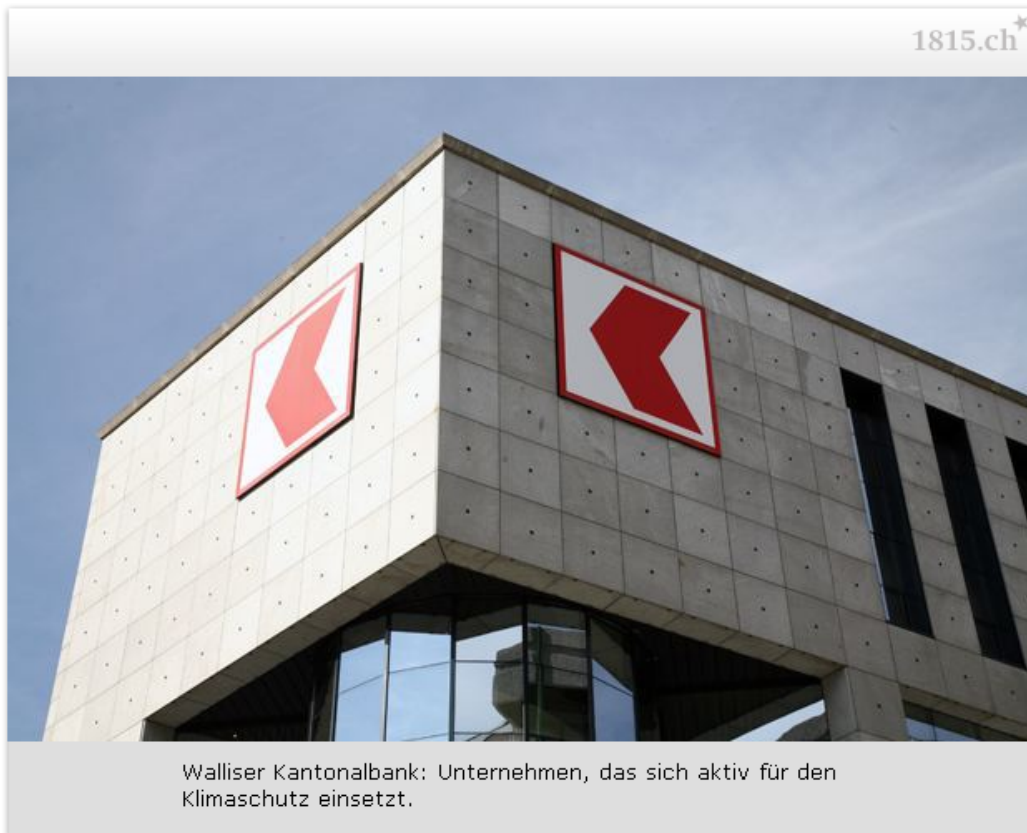 1815.ch
Walliser Kantonalbank: Unternehmen, das sich aktiv für den
Klimaschutz einsetzt.